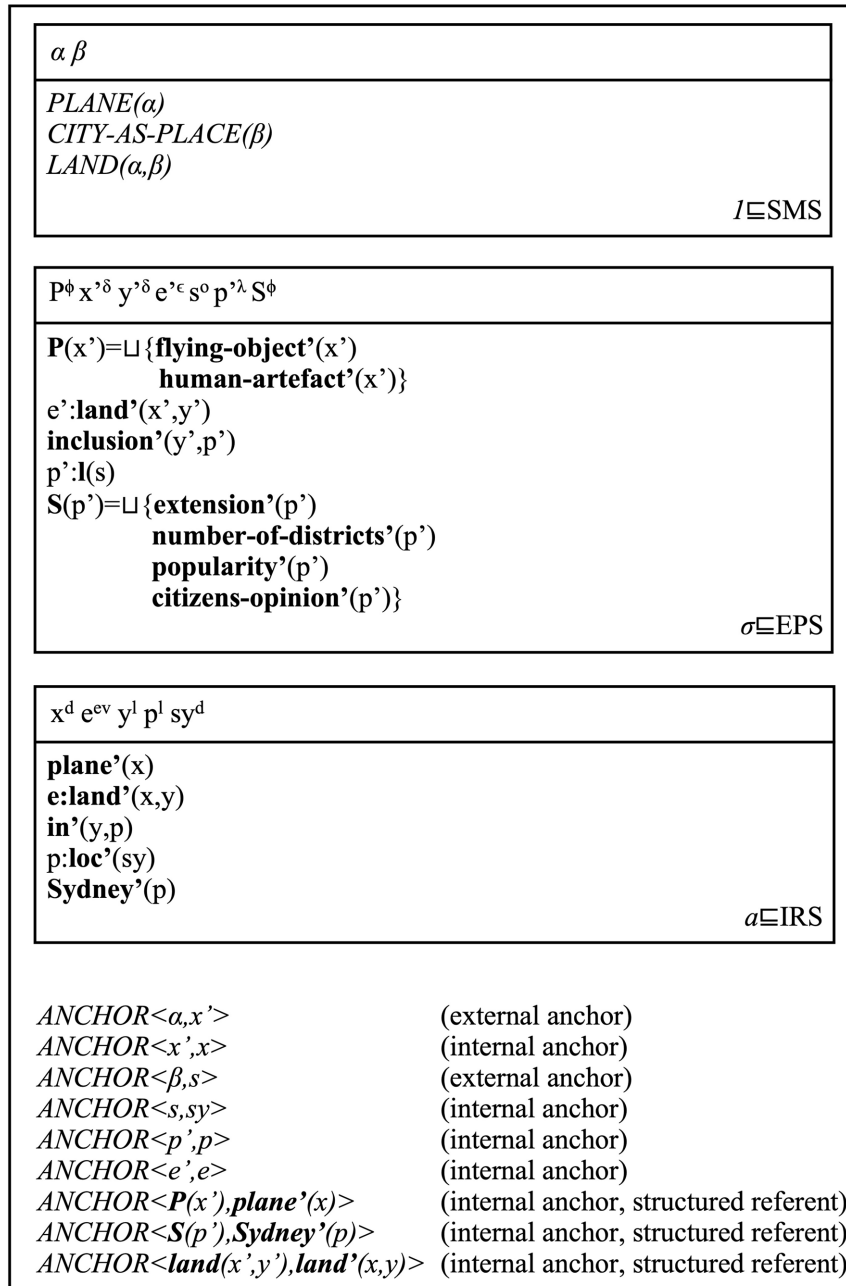 α β
PLANE(α)
CITY-AS-PLACE(β)
LAND(α,β)
1⊑SMS
Pᶲ x’ᵟ y’ᵟ e’ᵋ sᵒ p’^λ Sᶲ
P(x’)=⊔{flying-object’(x’)
human-artefact’(x’)}
e’:land’(x’,y’)
inclusion’(y’,p’)
p’:l(s)
S(p’)=⊔{extension’(p’)
number-of-districts’(p’)
popularity’(p’)
citizens-opinion’(p’)}
σ⊑EPS
xᵈ eᵉᵛ yˡ pˡ syᵈ
plane’(x)
e:land’(x,y)
in’(y,p)
p:loc’(sy)
Sydney’(p)
a⊑IRS
ANCHOR<α,x’> (external anchor)
ANCHOR<x’,x> (internal anchor)
ANCHOR<β,s> (external anchor)
ANCHOR<s,sy> (internal anchor)
ANCHOR<p’,p> (internal anchor)
ANCHOR<e’,e> (internal anchor)
ANCHOR<P(x’),plane’(x)> (internal anchor, structured referent)
ANCHOR<S(p’),Sydney’(p)> (internal anchor, structured referent)
ANCHOR<land(x’,y’),land’(x,y)> (internal anchor, structured referent)